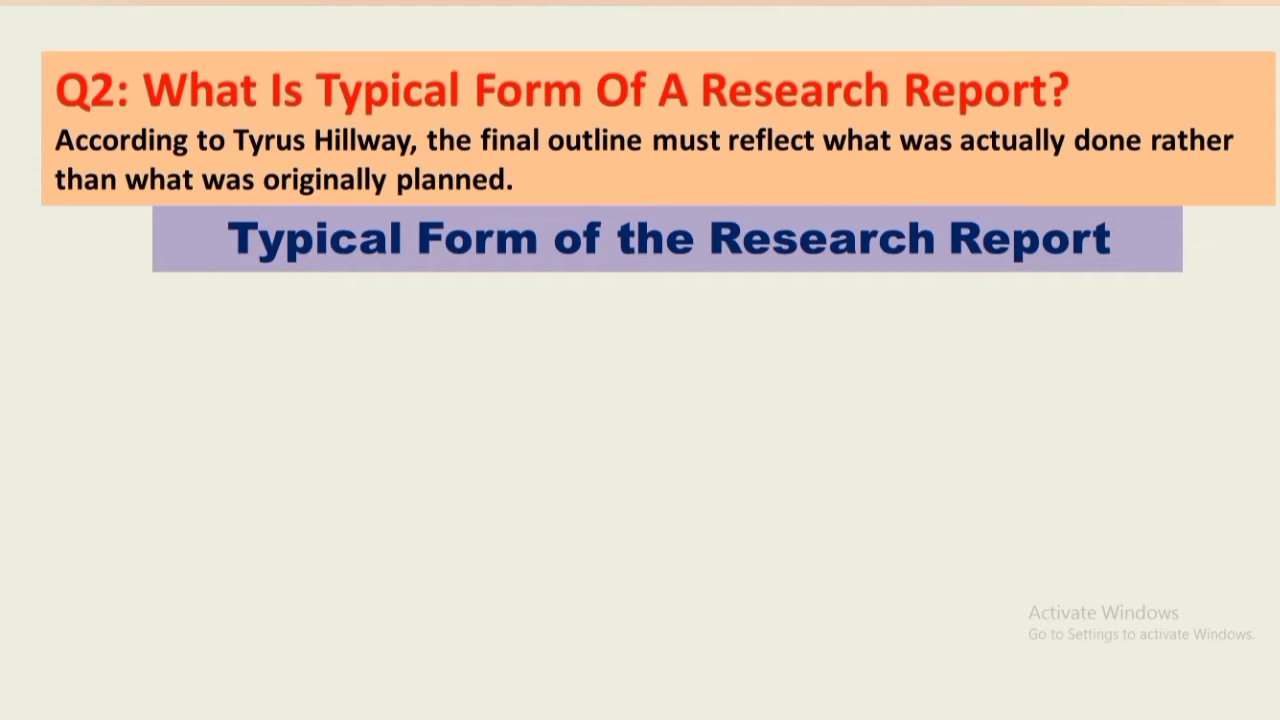 Q2: What Is Typical Form Of A Research Report?
According to Tyrus Hillway, the final outline must reflect what was actually done rather
than what was originally planned.
Typical Form of the Research Report
Activate Windows
Go to Settings to activate Windows.